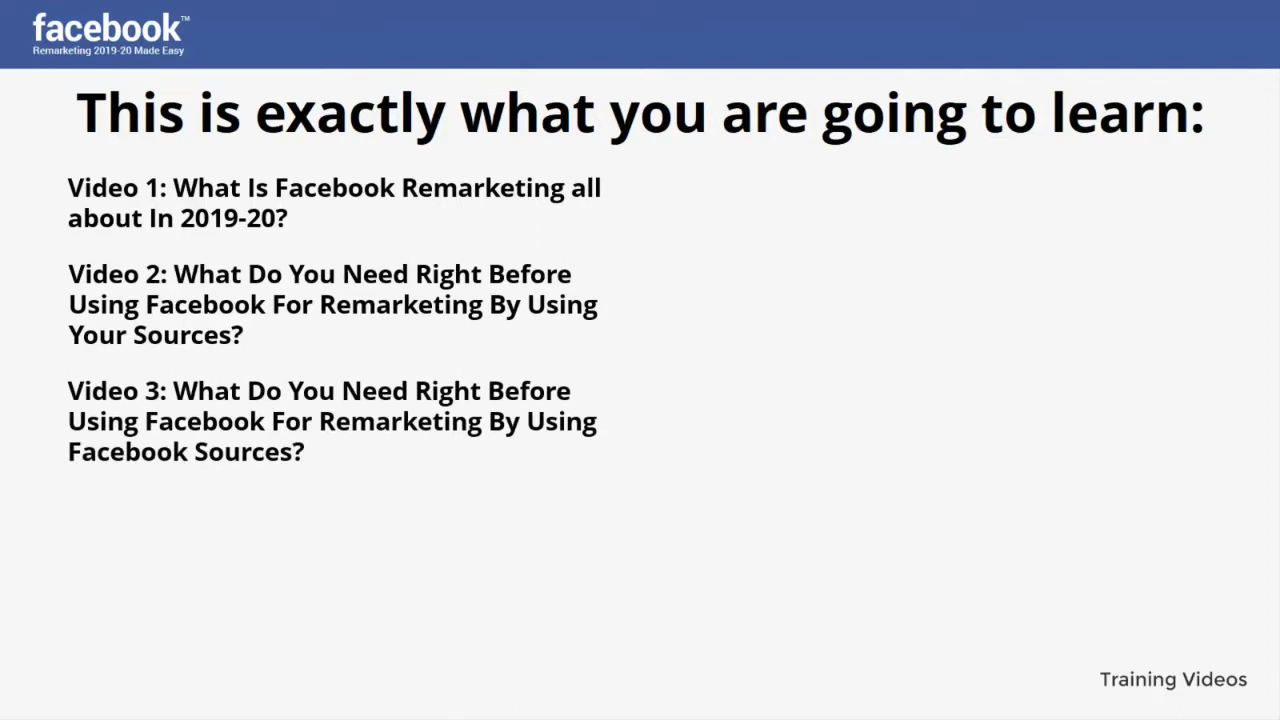 facebook™
Remarketing 2019-20 Made Easy
This is exactly what you are going to learn:
Video 1: What Is Facebook Remarketing all
about In 2019-20?
Video 2: What Do You Need Right Before
Using Facebook For Remarketing By Using
Your Sources?
Video 3: What Do You Need Right Before
Using Facebook For Remarketing By Using
Facebook Sources?
Training Videos